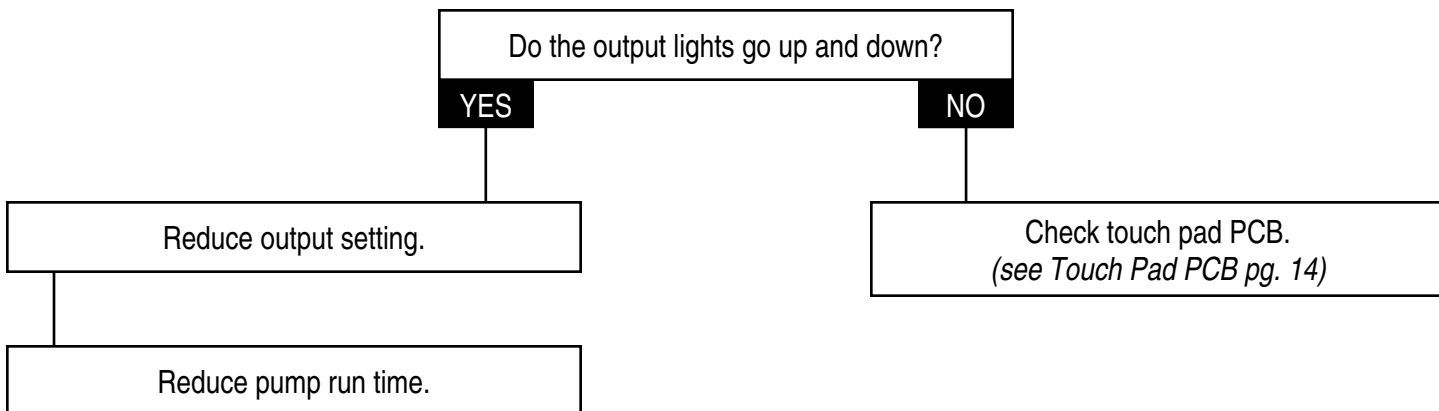 Do the output lights go up and down?
YES
NO
Reduce output setting.
Check touch pad PCB.
(see Touch Pad PCB pg. 14)
Reduce pump run time.